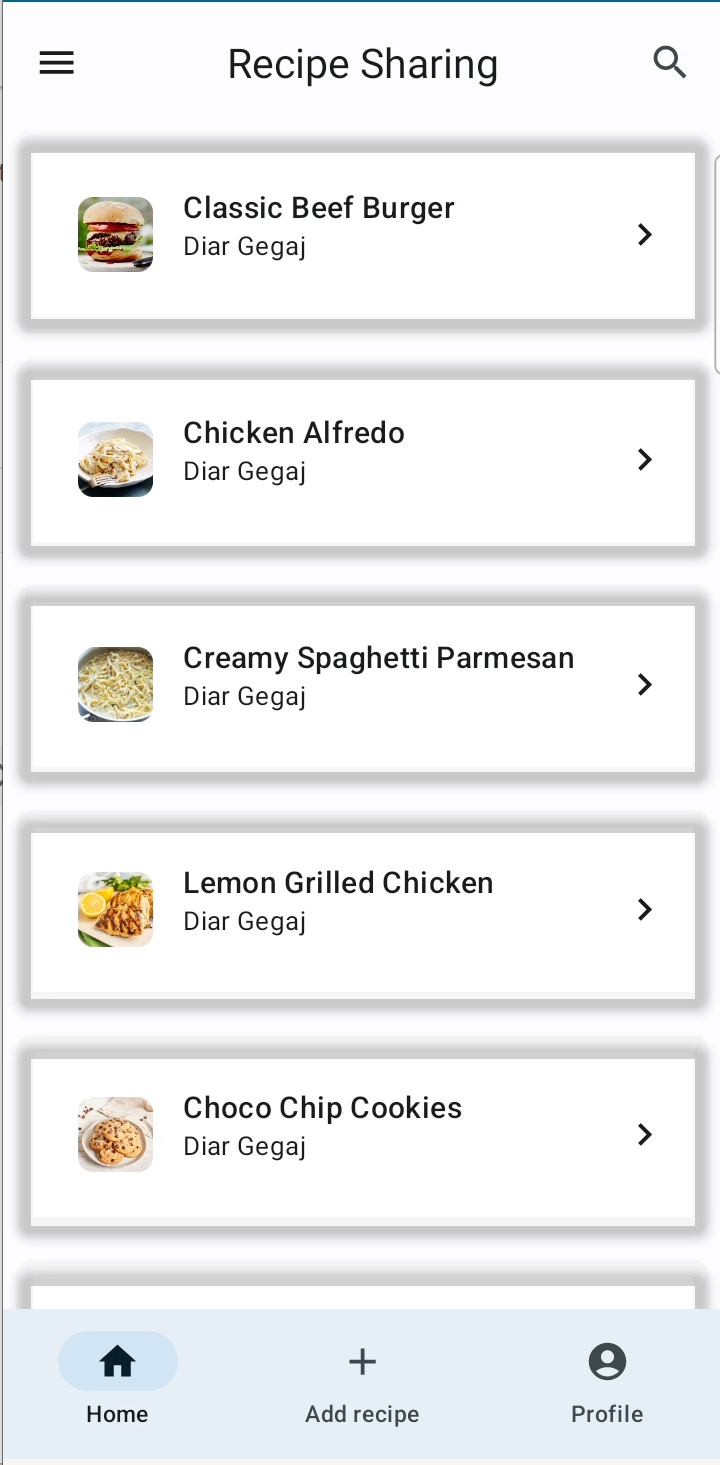 Recipe Sharing
Classic Beef Burger
Diar Gegaj
Chicken Alfredo
Diar Gegaj
Creamy Spaghetti Parmesan
Diar Gegaj
Lemon Grilled Chicken
Diar Gegaj
Choco Chip Cookies
Diar Gegaj
Home
Add recipe
Profile